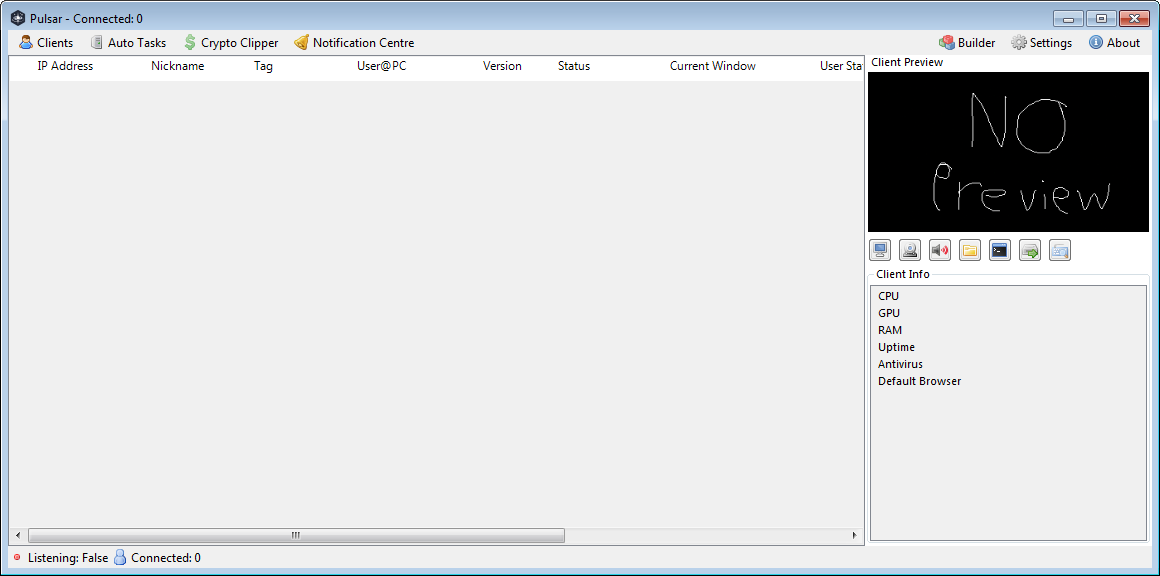 Pulsar - Connected: 0
Clients Auto Tasks Crypto Clipper Notification Centre Builder Settings About
IP Address Nickname Tag User@PC Version Status Current Window User Sta
Client Preview
NO
Preview
Client Info
CPU
GPU
RAM
Uptime
Antivirus
Default Browser
Listening: False Connected: 0